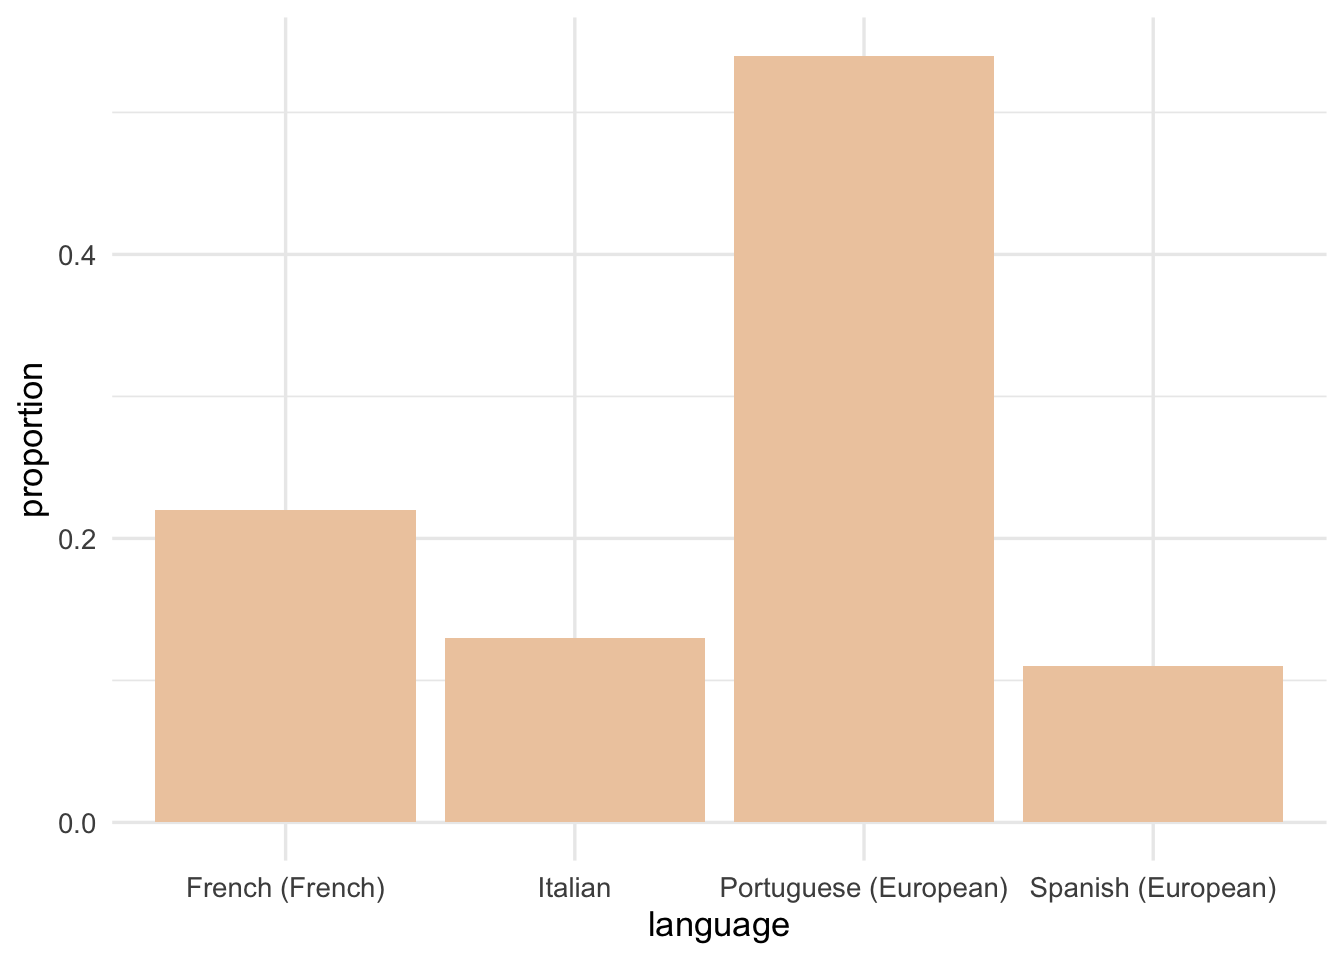 proportion
0.4
0.2
0.0
French (French)
Italian
Portuguese (European)
Spanish (European)
language